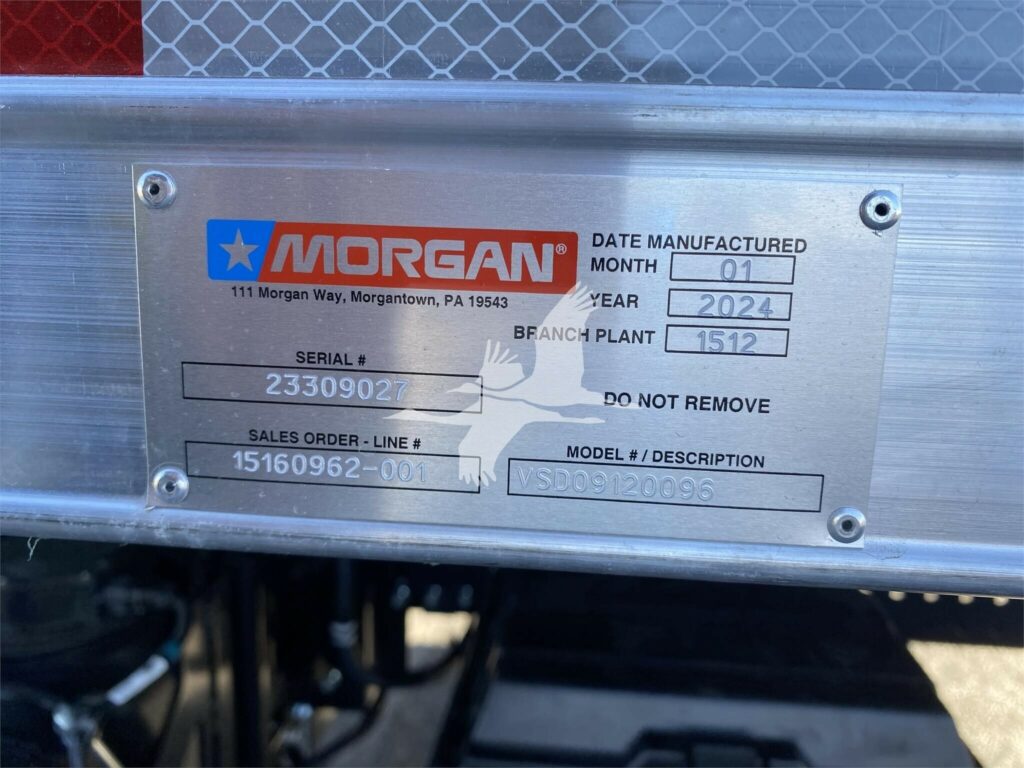 MORGAN®
111 Morgan Way, Morgantown, PA 19543
DATE MANUFACTURED
MONTH 01
YEAR 2024
BRANCH PLANT 1512
SERIAL #
23309027
DO NOT REMOVE
SALES ORDER - LINE #
15160962-001
MODEL # / DESCRIPTION
VSD09120096